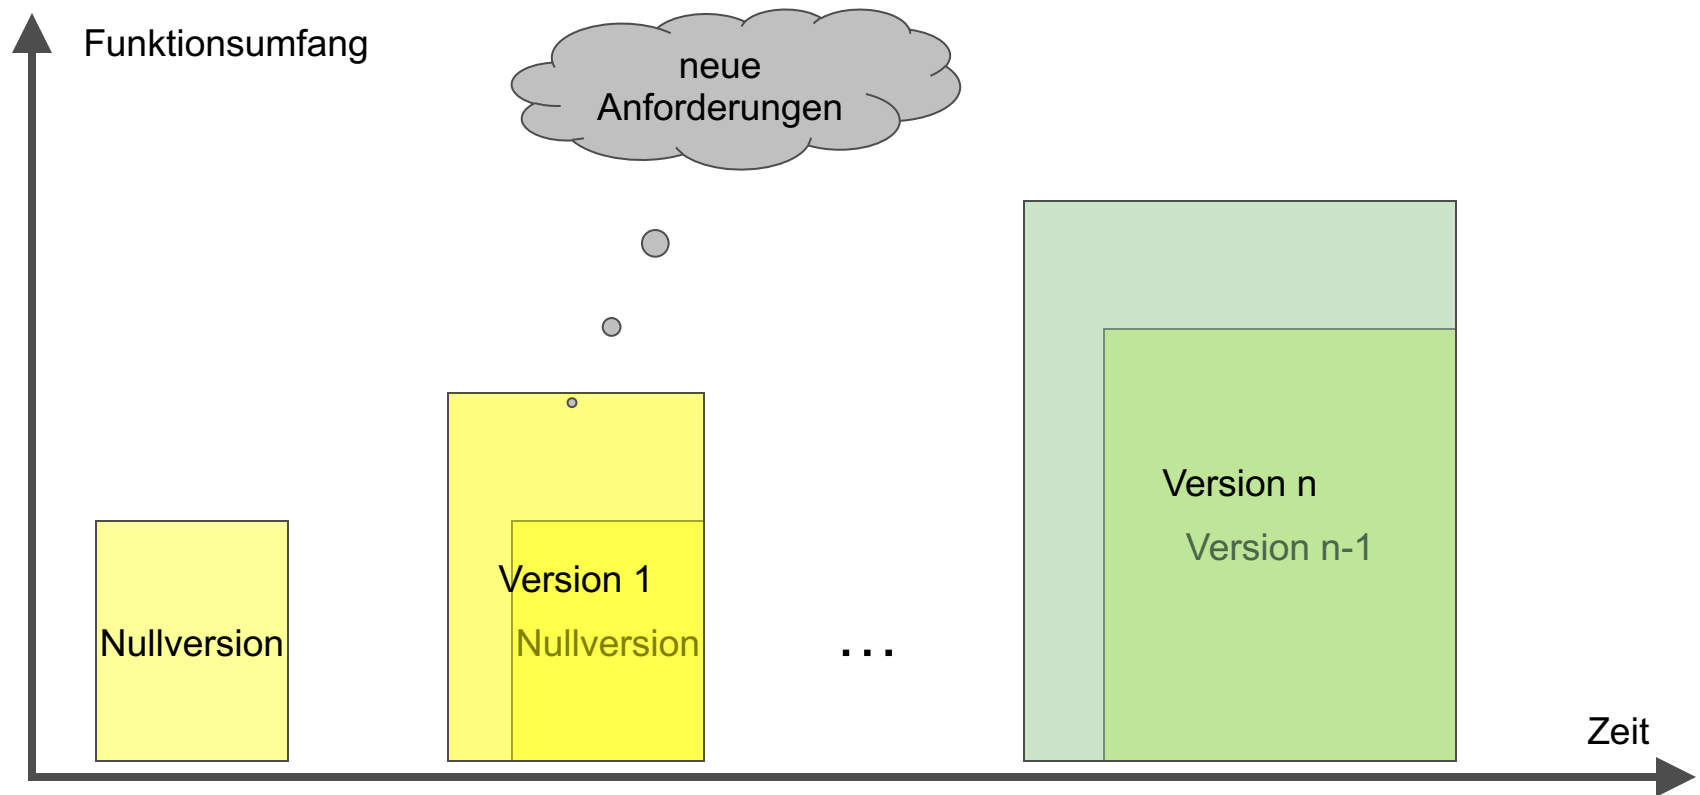 Funktionsumfang
neue
Anforderungen
Version n
Version n-1
Version 1
Nullversion
Nullversion
...
Zeit